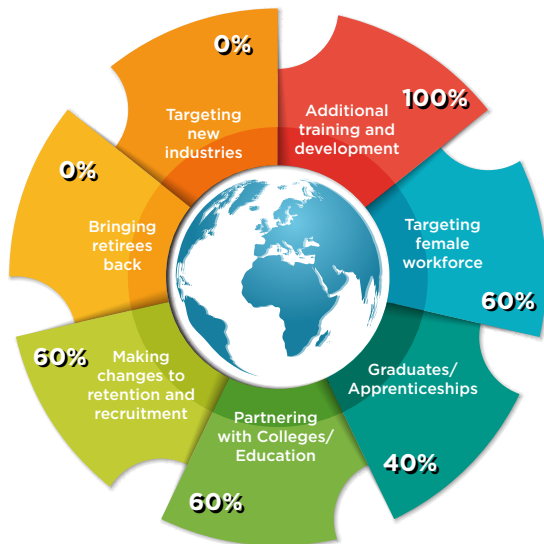 100%
Additional
training and
development
Targeting
female
workforce
60%
Graduates/
Apprenticeships
40%
Partnering
with Colleges/
Education
60%
60%
Making
changes to
retention and
recruitment
0%
Bringing
retirees
back
0%
Targeting
new
industries